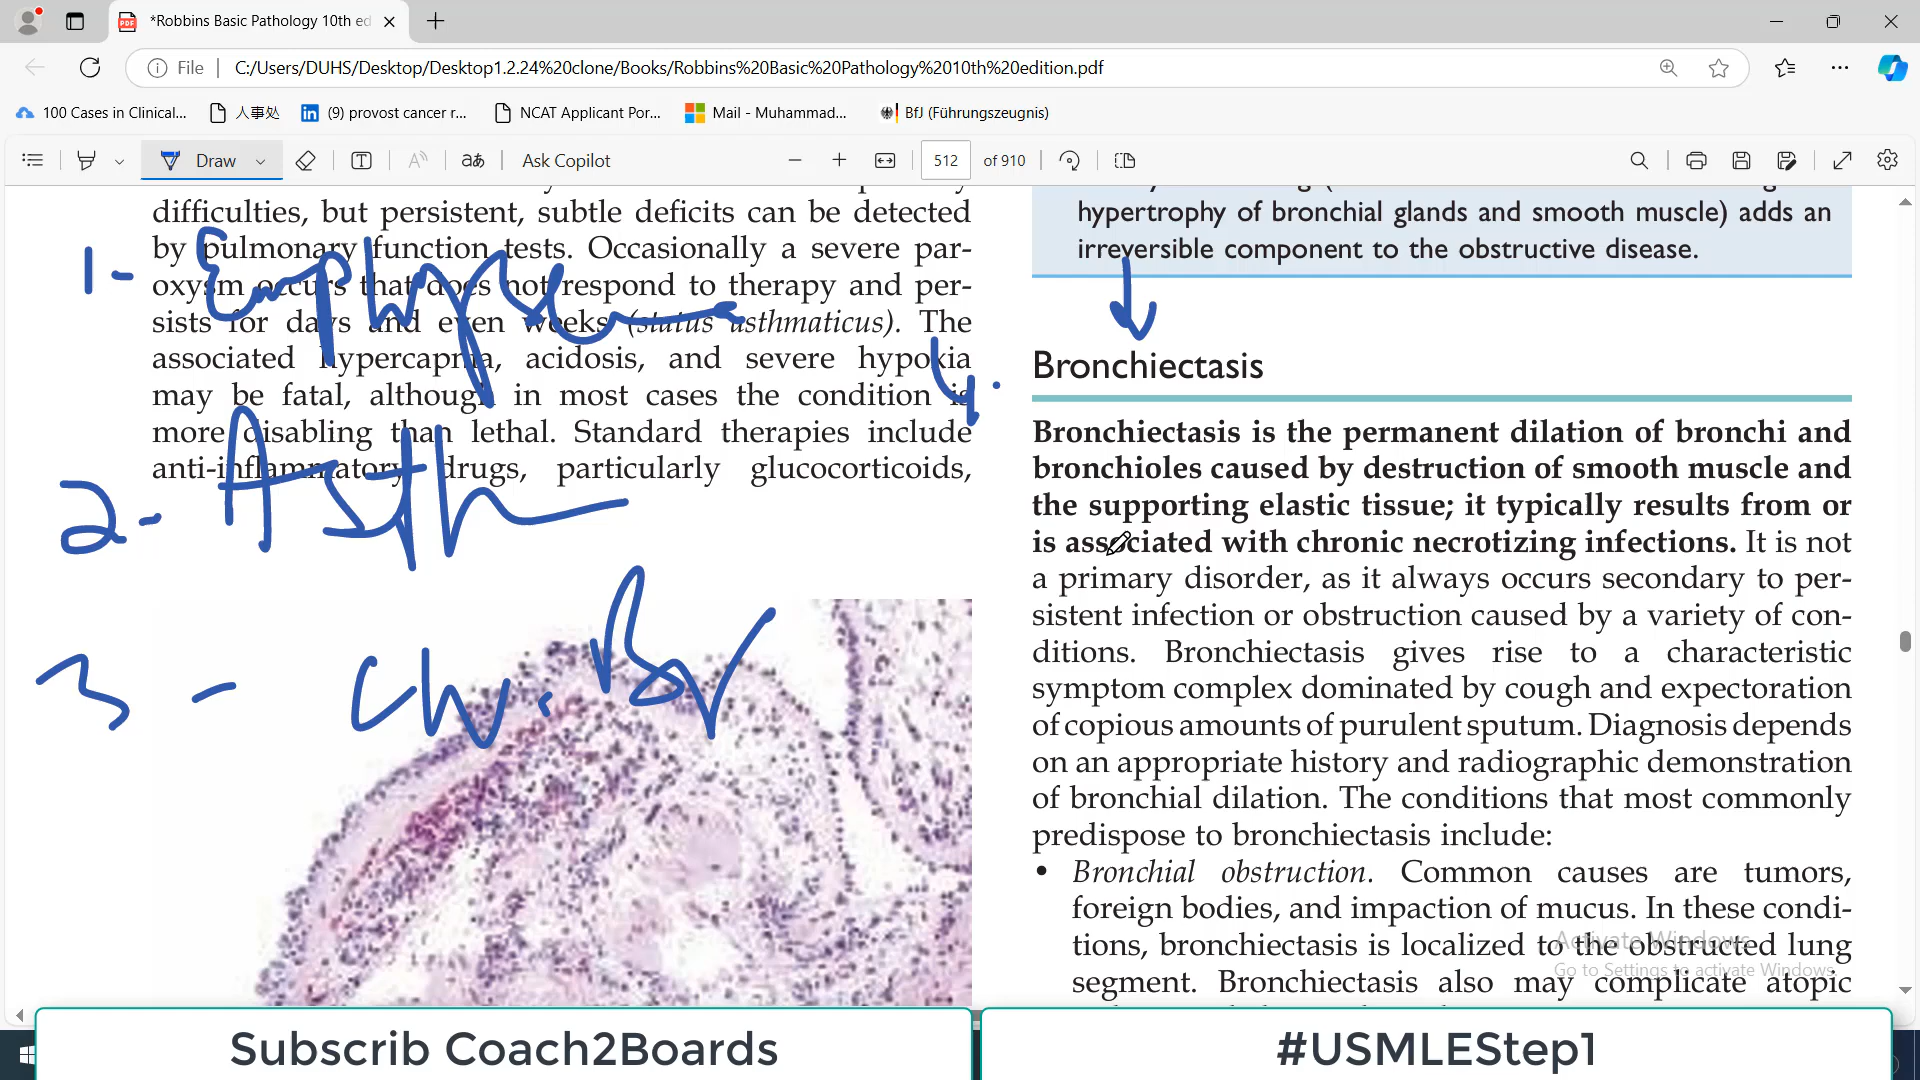 *Robbins Basic Pathology 10th ed
File
C:/Users/DUHS/Desktop/Desktop1.2.24%20clone/Books/Robbins%20Basic%20Pathology%2010th%20edition.pdf
100 Cases in Clinical...
人事处
(9) provost cancer r...
NCAT Applicant Por...
Mail - Muhammad...
BfJ (Führungszeugnis)
Draw
Ask Copilot
512 of 910
difficulties, but persistent, subtle deficits can be detected
by pulmonary function tests. Occasionally a severe par-
oxysm occurs that does not respond to therapy and per-
sists for days and even weeks (status asthmaticus). The
associated hypercapnia, acidosis, and severe hypoxia
may be fatal, although in most cases the condition is
more disabling than lethal. Standard therapies include
anti-inflammatory drugs, particularly glucocorticoids,
1-
2- Asth
3 - Ch. Br
4.
hypertrophy of bronchial glands and smooth muscle) adds an
irreversible component to the obstructive disease.
Bronchiectasis
Bronchiectasis is the permanent dilation of bronchi and
bronchioles caused by destruction of smooth muscle and
the supporting elastic tissue; it typically results from or
is associated with chronic necrotizing infections. It is not
a primary disorder, as it always occurs secondary to per-
sistent infection or obstruction caused by a variety of con-
ditions. Bronchiectasis gives rise to a characteristic
symptom complex dominated by cough and expectoration
of copious amounts of purulent sputum. Diagnosis depends
on an appropriate history and radiographic demonstration
of bronchial dilation. The conditions that most commonly
predispose to bronchiectasis include:
• Bronchial obstruction. Common causes are tumors,
foreign bodies, and impaction of mucus. In these condi-
tions, bronchiectasis is localized to the obstructed lung
segment. Bronchiectasis also may complicate atopic
Activate Windows
Go to Settings to activate Windows.
Subscrib Coach2Boards
#USMLEStep1